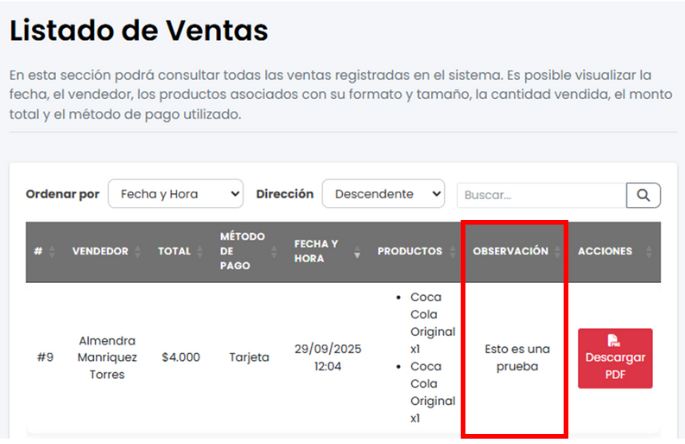 Listado de Ventas
En esta sección podrá consultar todas las ventas registradas en el sistema. Es posible visualizar la
fecha, el vendedor, los productos asociados con su formato y tamaño, la cantidad vendida, el monto
total y el método de pago utilizado.
Ordenar por Fecha y Hora Dirección Descendente Buscar...
# VENDEDOR TOTAL MÉTODO DE PAGO FECHA Y HORA PRODUCTOS OBSERVACIÓN ACCIONES
#9
Almendra
Manriquez
Torres
$4.000
Tarjeta
29/09/2025
12:04
• Coca
Cola
Original
x1
• Coca
Cola
Original
x1
Esto es una
prueba
Descargar
PDF